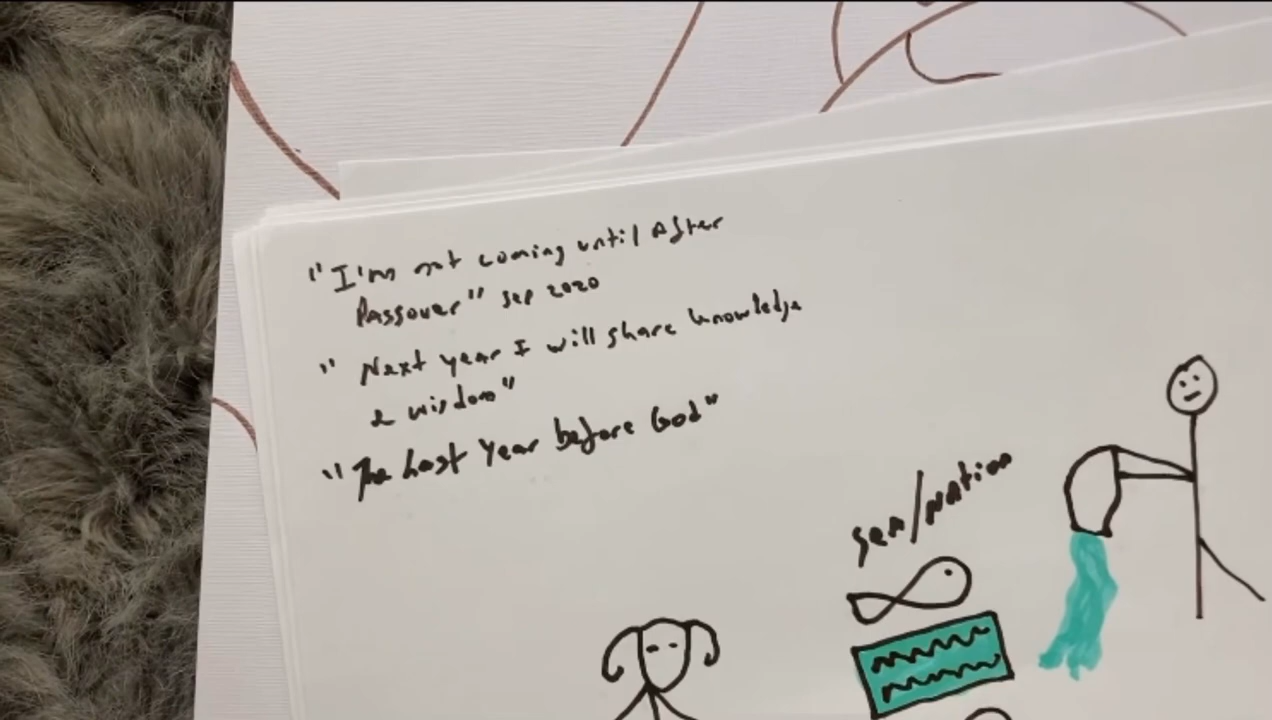 "I'm not coming until After
Passover" Sep 2020
"Next year I will share knowledge
& wisdom"
"The Last Year before God"
sea/nation